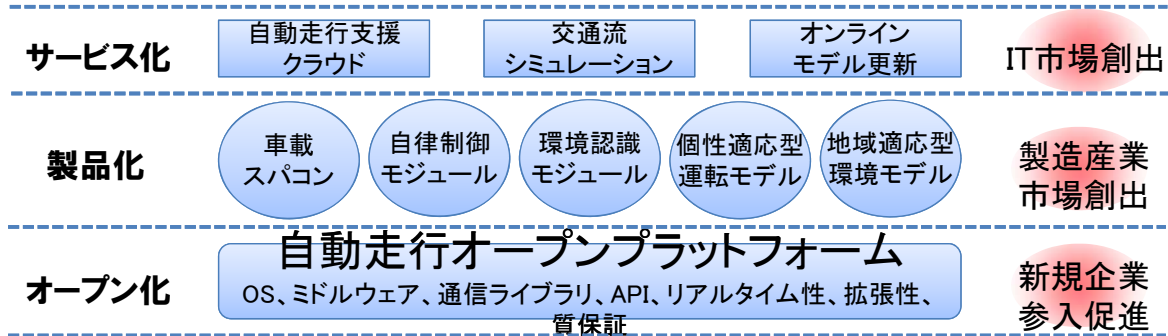 サービス化
自動走行支援
クラウド
交通流
シミュレーション
オンライン
モデル更新
IT市場創出
製品化
車載
スパコン
自律制御
モジュール
環境認識
モジュール
個性適応型
運転モデル
地域適応型
環境モデル
製造産業
市場創出
オープン化
自動走行オープンプラットフォーム
OS、ミドルウェア、通信ライブラリ、API、リアルタイム性、拡張性、
質保証
新規企業
参入促進